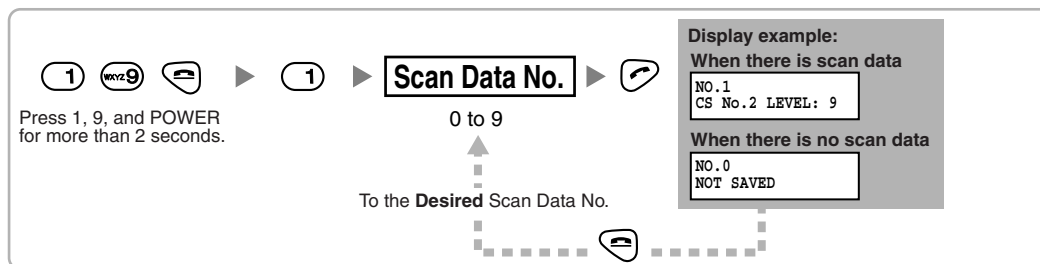 1 WXYZ9 1 Scan Data No.
Press 1, 9, and POWER
for more than 2 seconds.
0 to 9
To the Desired Scan Data No.
Display example:
When there is scan data
NO.1
CS No.2 LEVEL: 9
When there is no scan data
NO.0
NOT SAVED